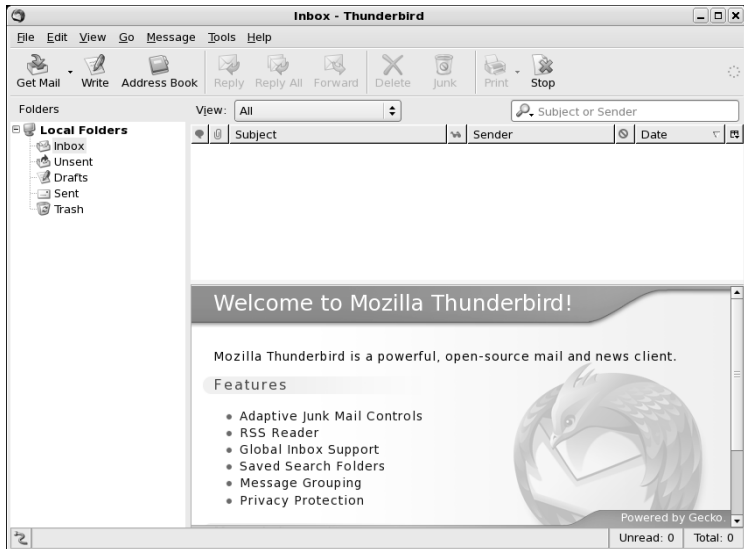 Inbox - Thunderbird
File Edit View Go Message Tools Help
Get Mail Write Address Book Reply Reply All Forward Delete Junk Print Stop
Folders
View: All Subject or Sender
Subject Sender Date
Local Folders
Inbox
Unsent
Drafts
Sent
Trash
Welcome to Mozilla Thunderbird!
Mozilla Thunderbird is a powerful, open-source mail and news client.
Features
Adaptive Junk Mail Controls
RSS Reader
Global Inbox Support
Saved Search Folders
Message Grouping
Privacy Protection
Powered by Gecko.
Unread: 0 Total: 0